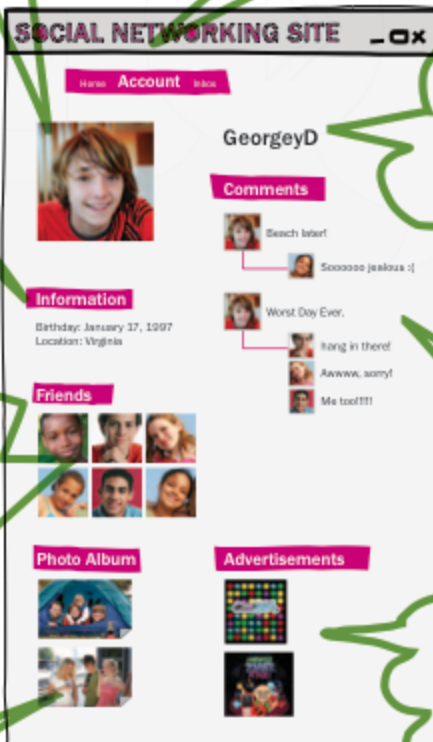 SOCIAL NETWORKING SITE
Home Account Inbox
GeorgeyD
Comments
Beach later!
Soooooo jealous :(
Information
Birthday: January 17, 1997
Location: Virginia
Worst Day Ever.
hang in there!
Awwww, sorry!
Me too!!!!!
Friends
Photo Album
Advertisements